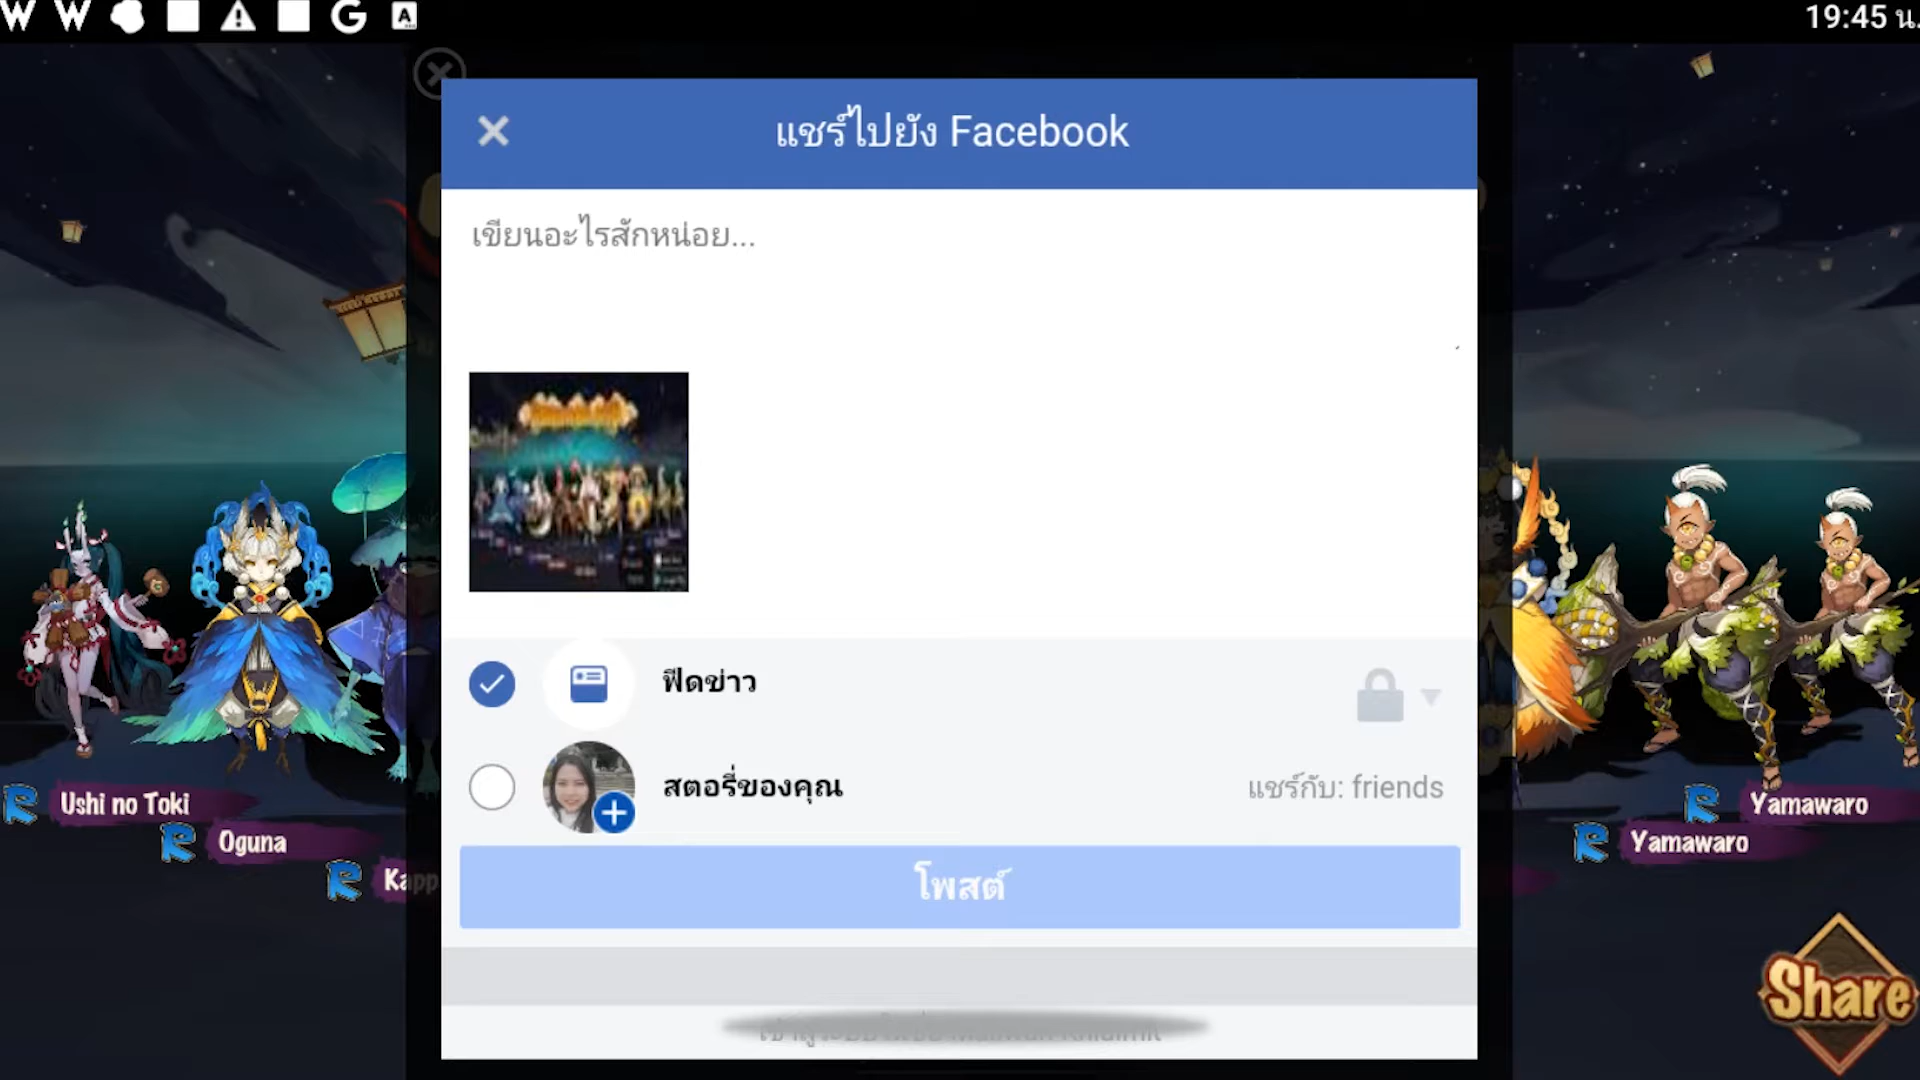 19:45 น.
แชร์ไปยัง Facebook
เขียนอะไรสักหน่อย...
ฟีดข่าว
สตอรี่ของคุณ
แชร์กับ: friends
โพสต์
R Ushi no Toki
R Oguna
R Kapp
R Yamawaro
R Yamawaro
Share